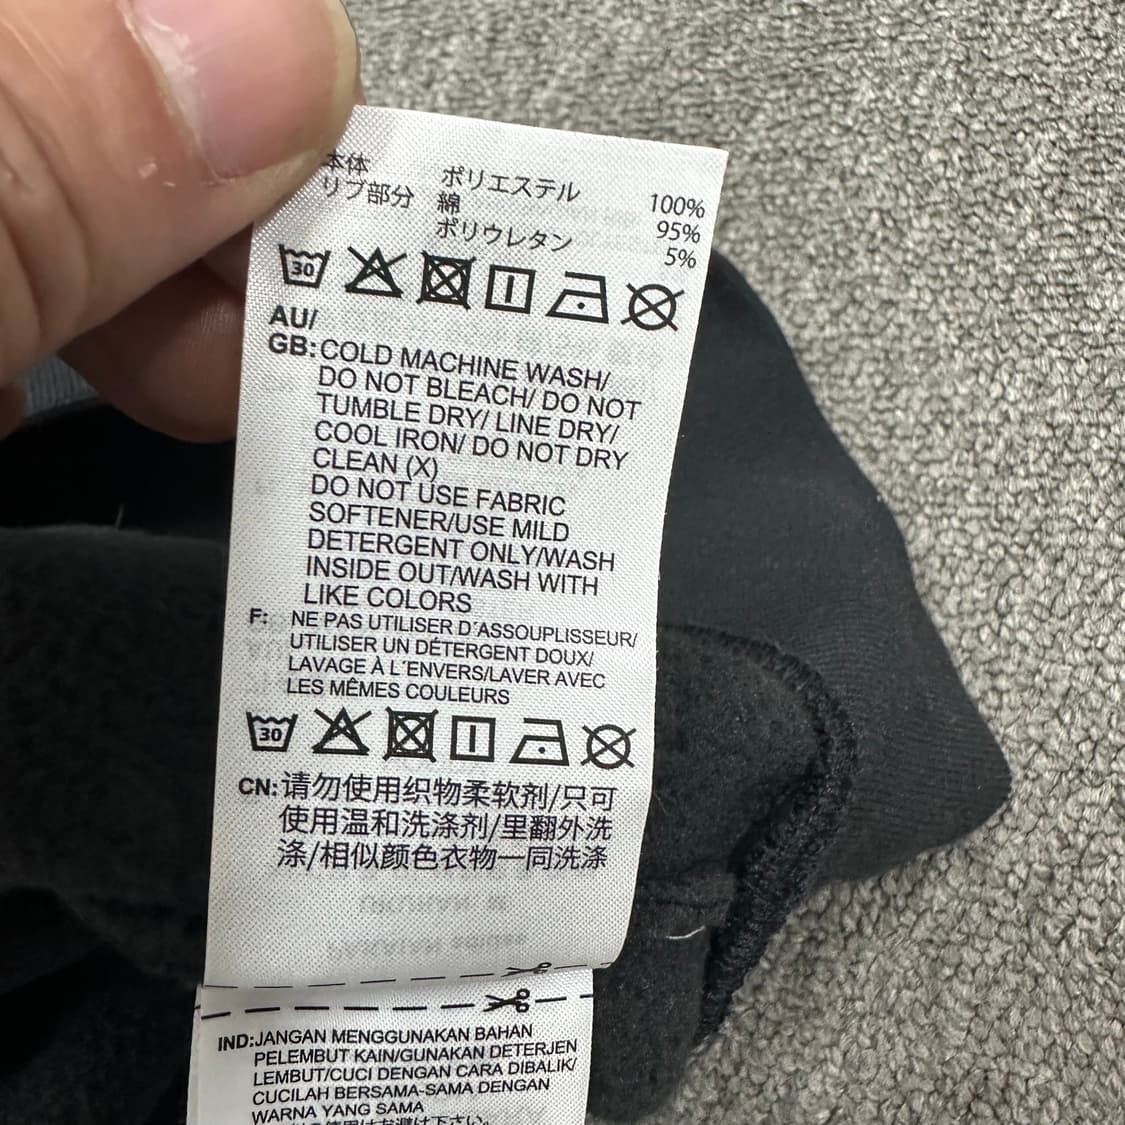 本体 ポリエステル 100%
リブ部分 綿 95%
ポリウレタン 5%
30
AU/
GB:COLD MACHINE WASH/
DO NOT BLEACH/ DO NOT
TUMBLE DRY/ LINE DRY/
COOL IRON/ DO NOT DRY
CLEAN (X)
DO NOT USE FABRIC
SOFTENER/USE MILD
DETERGENT ONLY/WASH
INSIDE OUT/WASH WITH
LIKE COLORS
F: NE PAS UTILISER D´ASSOUPLISSEUR/
UTILISER UN DÉTERGENT DOUX/
LAVAGE À L´ENVERS/LAVER AVEC
LES MÊMES COULEURS
30
CN:请勿使用织物柔软剂/只可
使用温和洗涤剂/里翻外洗
涤/相似颜色衣物一同洗涤
IND:JANGAN MENGGUNAKAN BAHAN
PELEMBUT KAIN/GUNAKAN DETERJEN
LEMBUT/CUCI DENGAN CARA DIBALIK/
CUCILAH BERSAMA-SAMA DENGAN
WARNA YANG SAMA